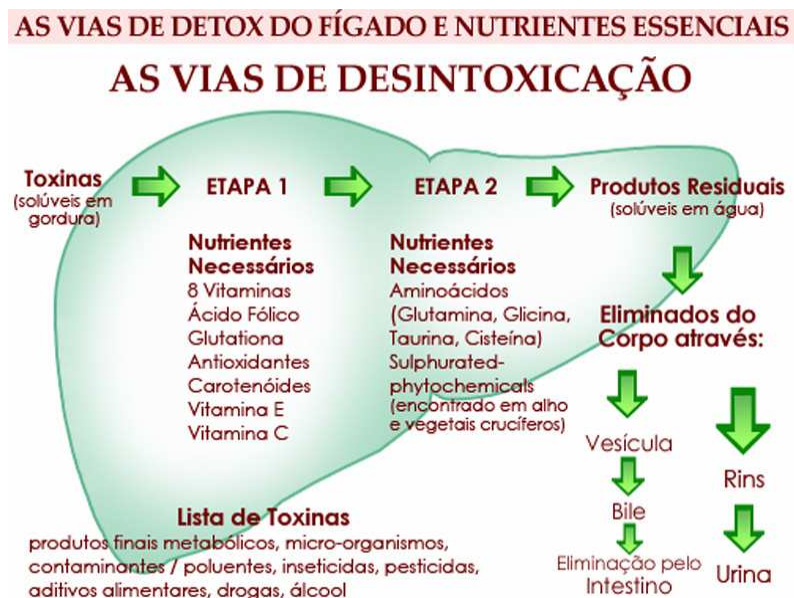 AS VIAS DE DETOX DO FÍGADO E NUTRIENTES ESSENCIAIS
AS VIAS DE DESINTOXICAÇÃO
Toxinas
(solúveis em
gordura)
ETAPA 1
Nutrientes
Necessários
8 Vitaminas
Ácido Fólico
Glutationa
Antioxidantes
Carotenóides
Vitamina E
Vitamina C
ETAPA 2
Nutrientes
Necessários
Aminoácidos
(Glutamina, Glicina,
Taurina, Cisteína)
Sulphurated-
phytochemicals
(encontrado em alho
e vegetais crucíferos)
Produtos Residuais
(solúveis em água)
Eliminados do
Corpo através:
Vesícula
Bile
Eliminação pelo
Intestino
Rins
Urina
Lista de Toxinas
produtos finais metabólicos, micro-organismos,
contaminantes / poluentes, inseticidas, pesticidas,
aditivos alimentares, drogas, álcool